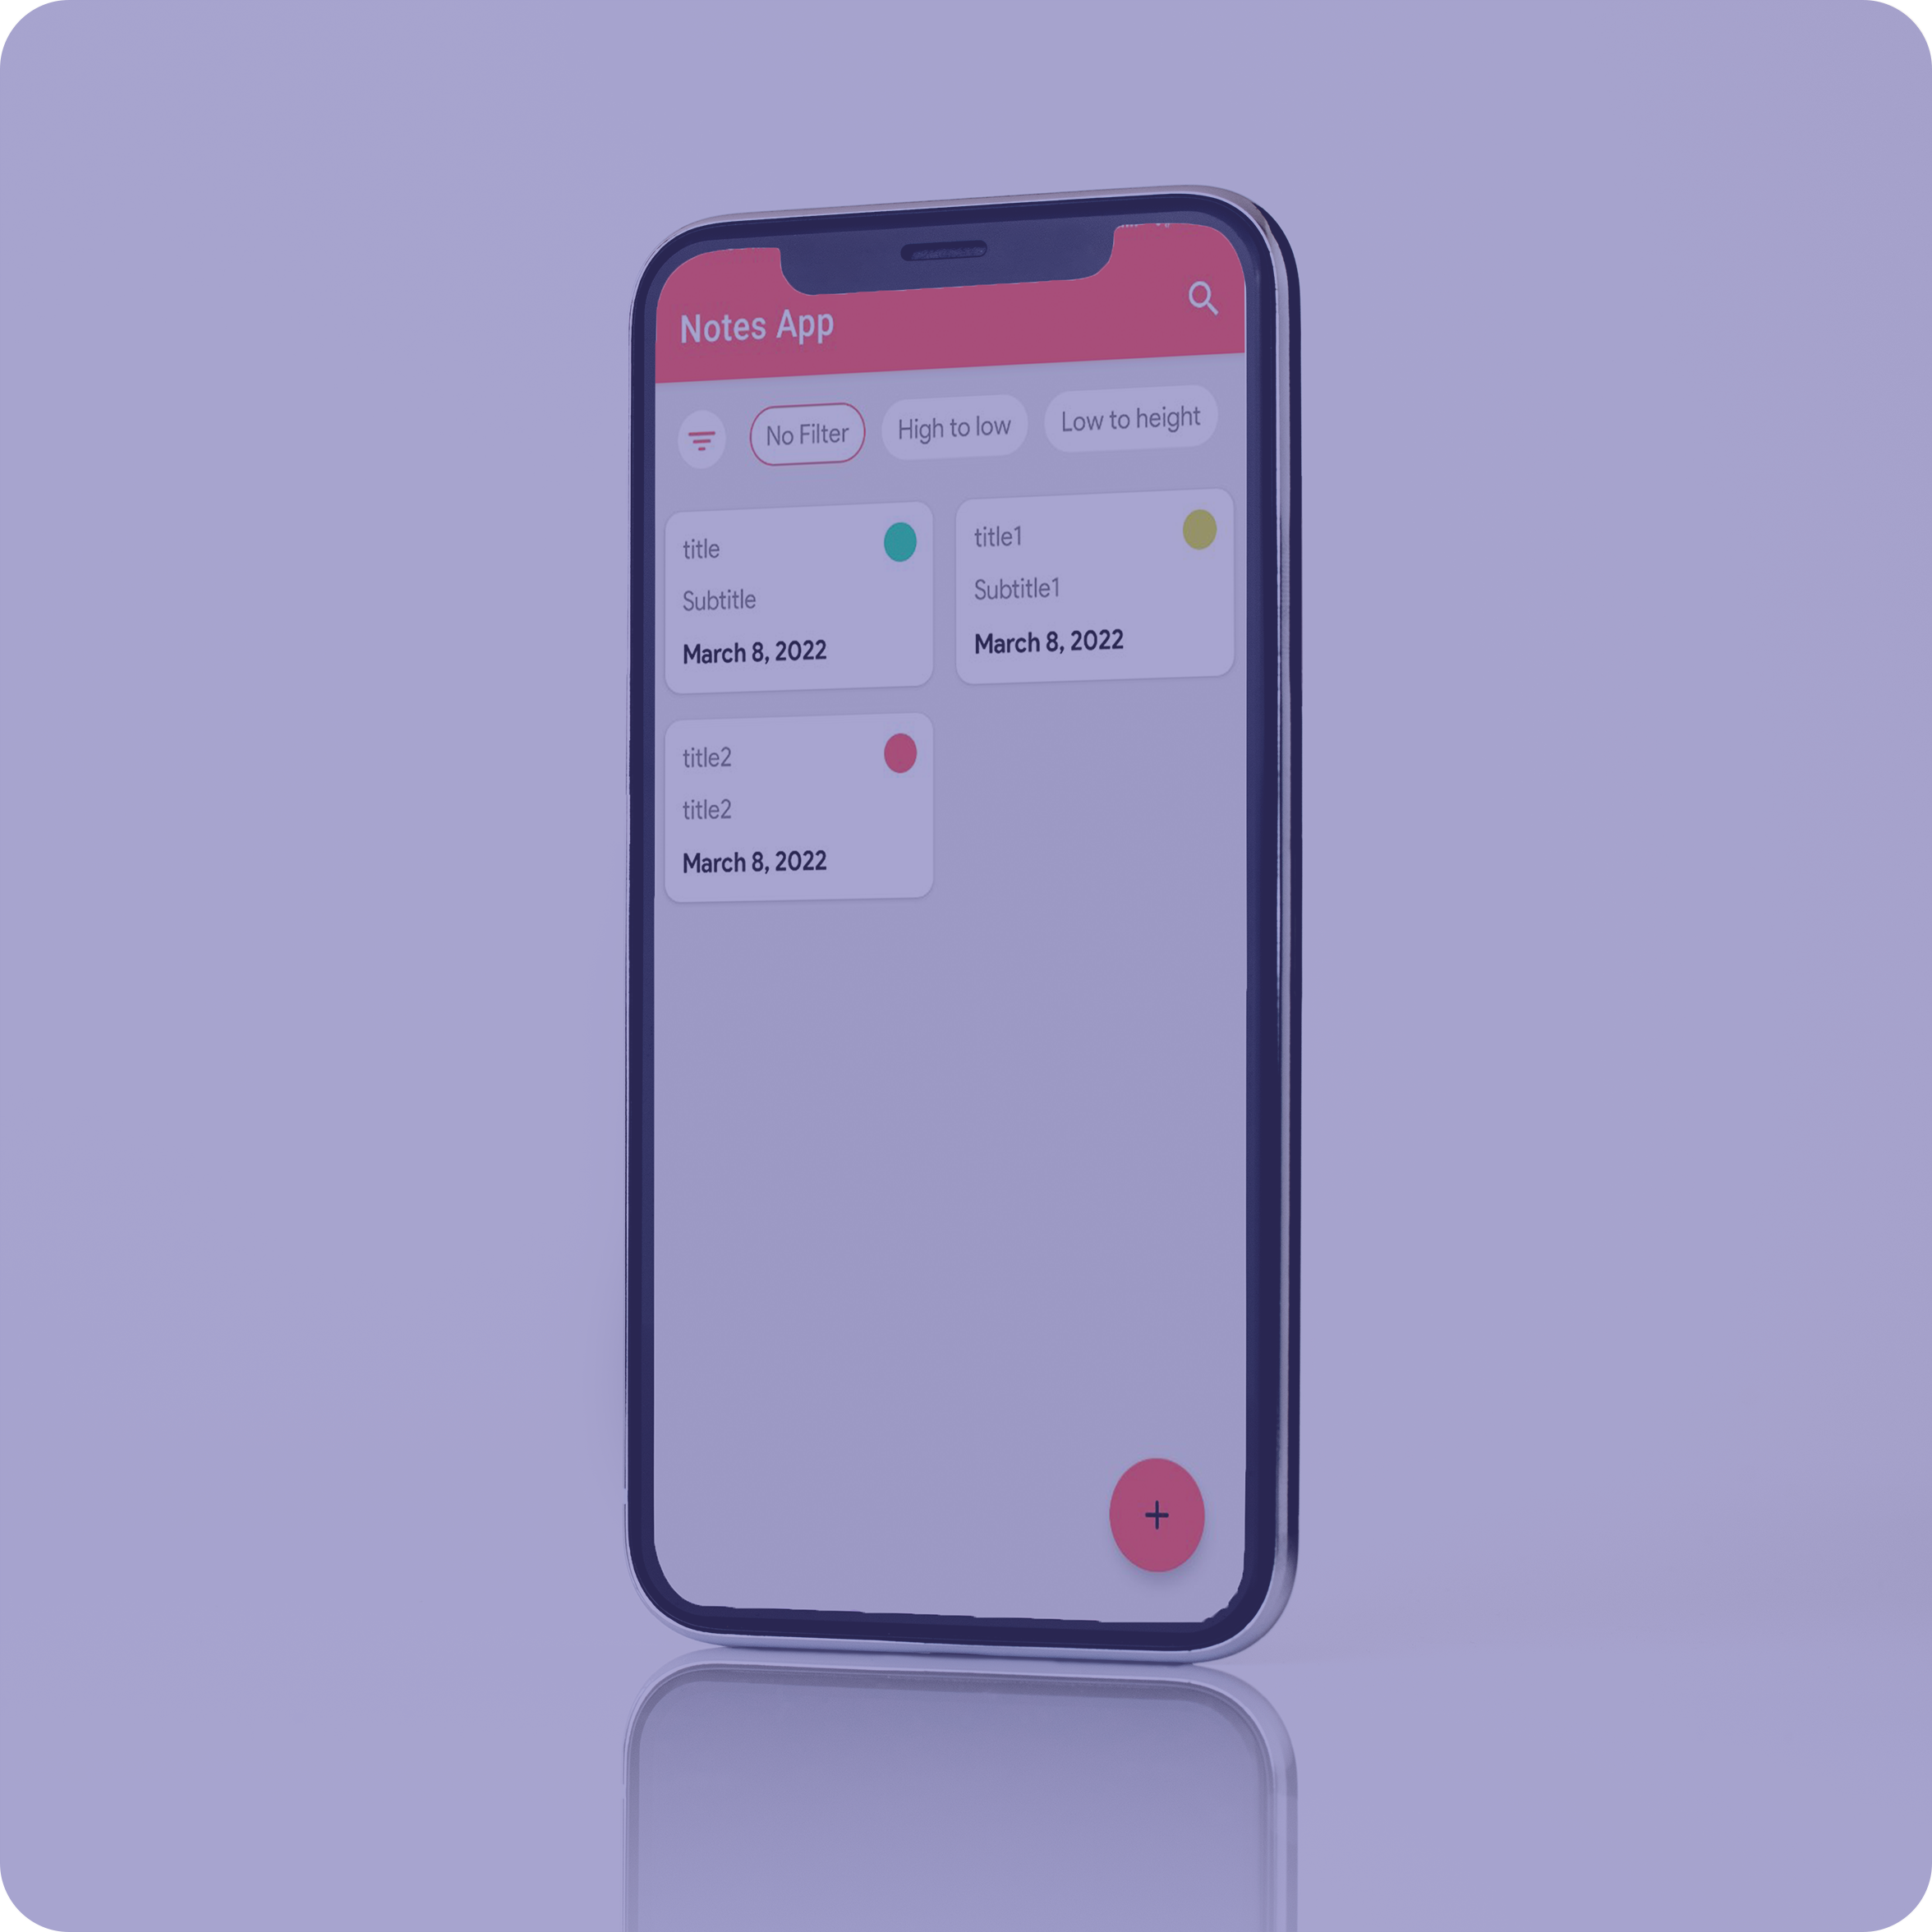 Notes App
No Filter High to low Low to height
title
Subtitle
March 8, 2022
title1
Subtitle1
March 8, 2022
title2
title2
March 8, 2022